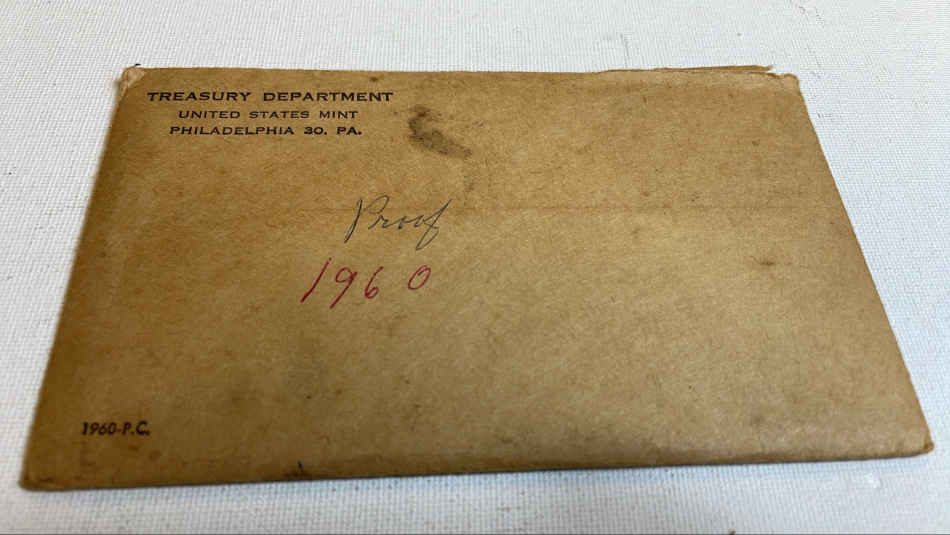 TREASURY DEPARTMENT
UNITED STATES MINT
PHILADELPHIA 30, PA.
Proof
1960
1960-P.C.